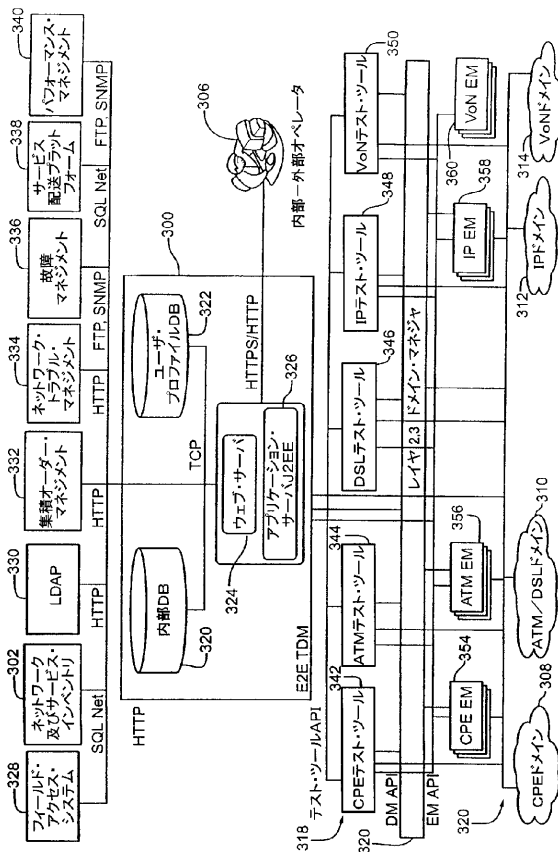 328
302
330
332
334
336
338
340
フィールド・
アクセス・
システム
ネットワーク
及びサービス・
インベントリ
LDAP
集積オーダー・
マネジメント
ネットワーク・
トラブル・
マネジメント
故障
マネジメント
サービス
配送プラット
フォーム
パフォーマンス・
マネジメント
SQL Net
HTTP
HTTP
HTTP
FTP, SNMP
SQL Net
FTP, SNMP
HTTP
300
306
内部DB
320
ユーザ・
プロファイルDB
322
TCP
324
ウェブ・サーバ
アプリケーション・
サーバJ2EE
326
HTTPS/HTTP
内部−外部オペレータ
E2E TDM
テスト・ツールAPI
342
344
346
348
350
318
CPEテスト・ツール
ATMテスト・ツール
DSLテスト・ツール
IPテスト・ツール
VoNテスト・ツール
DM API
レイヤ 2,3 ドメイン・マネジャ
320
EM API
354
356
358
360
CPE EM
ATM EM
IP EM
VoN EM
320
308
310
312
314
CPEドメイン
ATM/DSLドメイン
IPドメイン
VoNドメイン